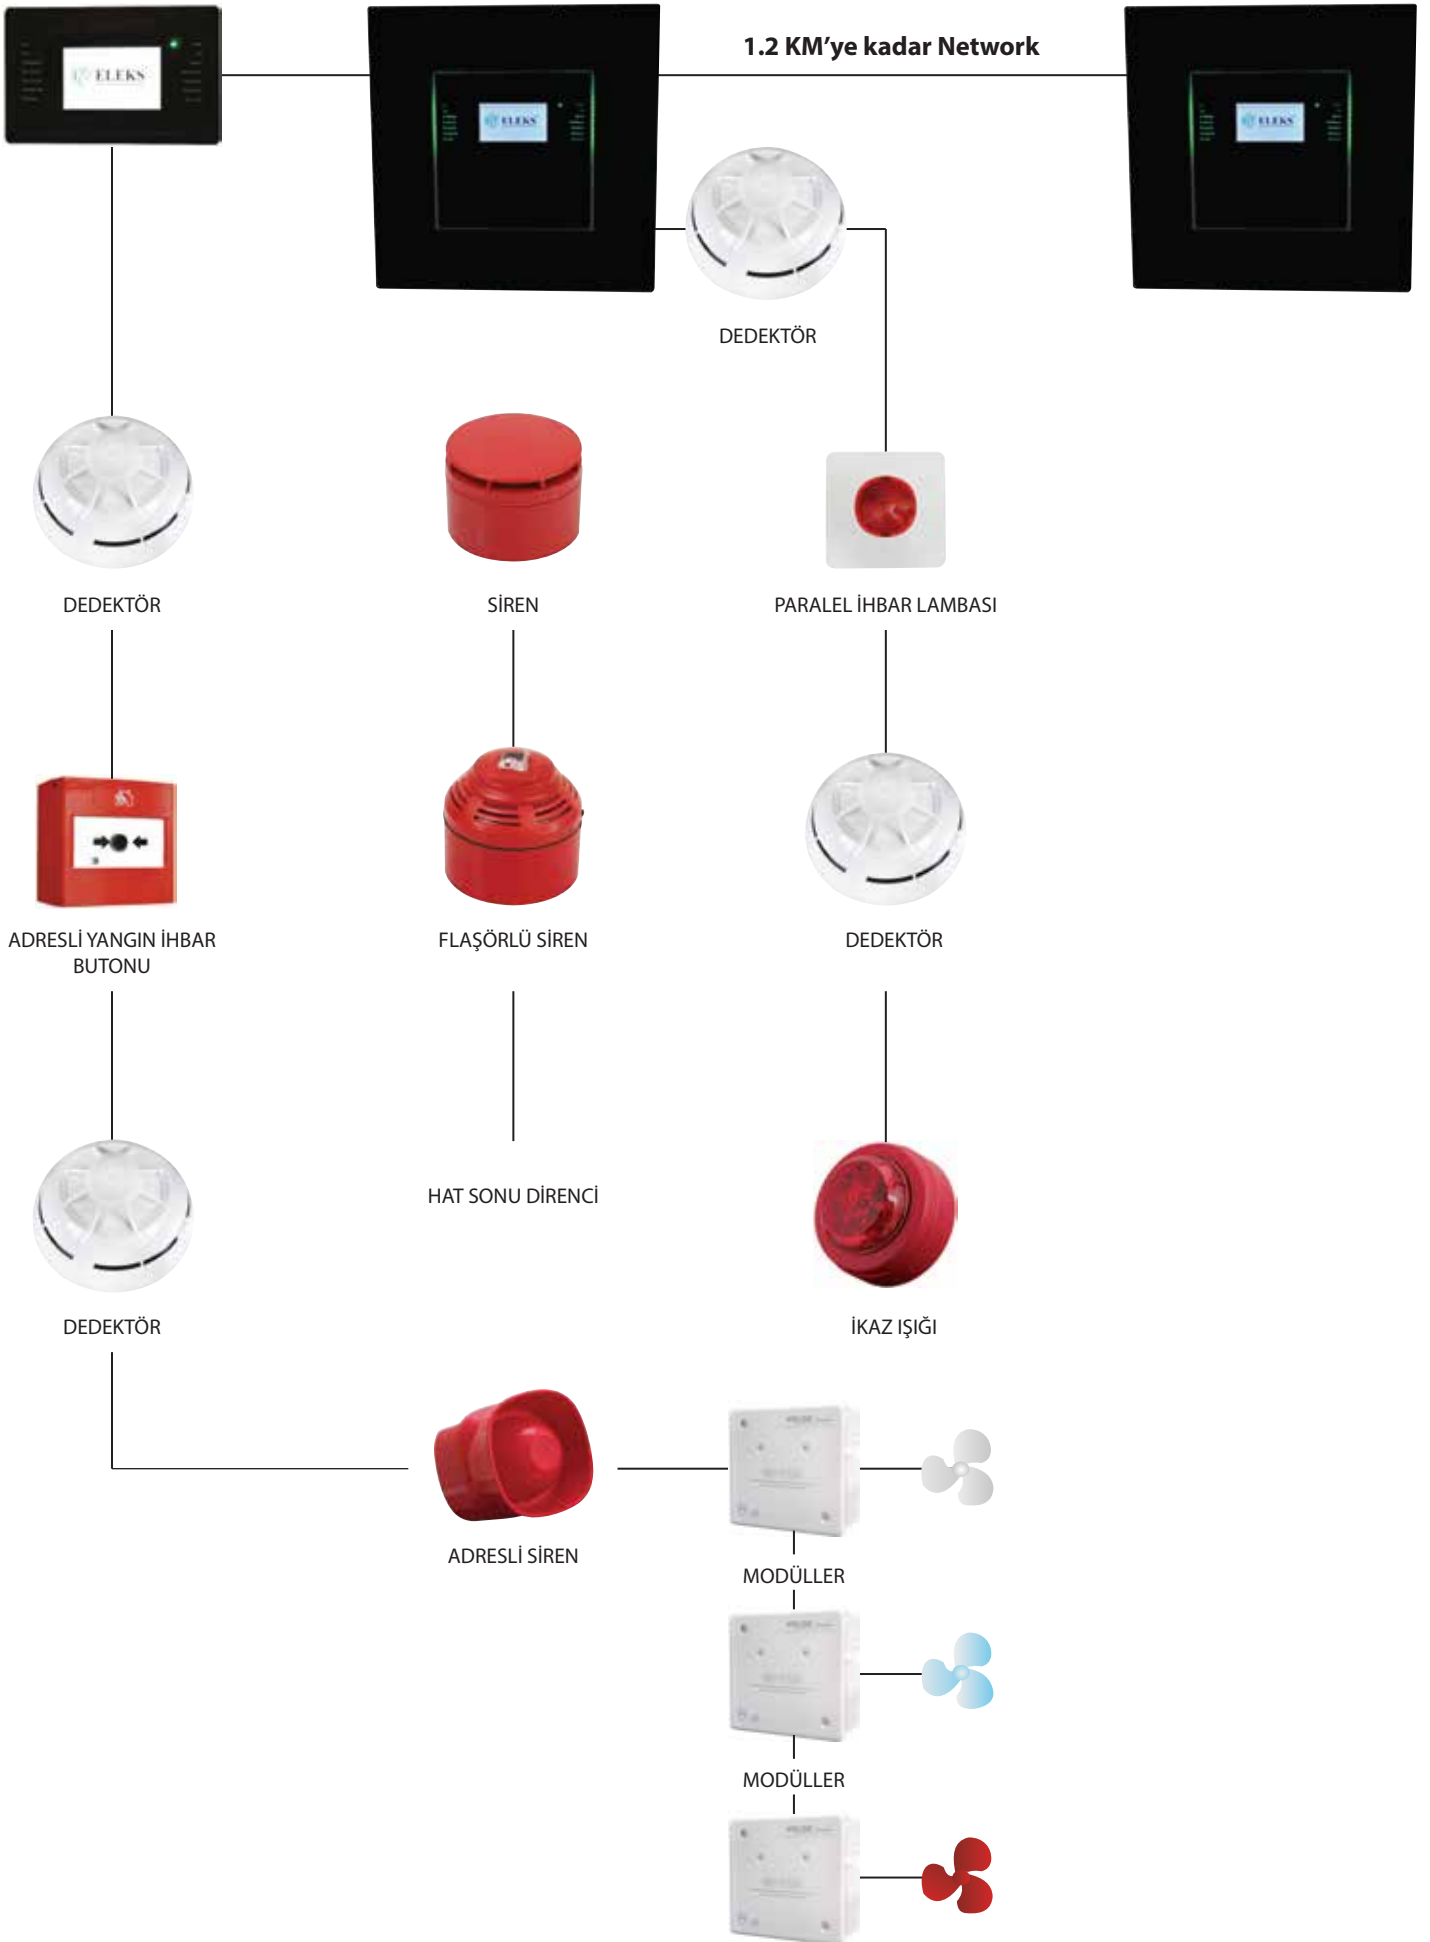 ELEKS
1.2 KM’ye kadar Network
ELEKS
ELEKS
DEDEKTÖR
DEDEKTÖR
SİREN
PARALEL İHBAR LAMBASI
ADRESLİ YANGIN İHBAR
BUTONU
FLAŞÖRLÜ SİREN
DEDEKTÖR
HAT SONU DİRENCİ
DEDEKTÖR
İKAZ IŞIĞI
ADRESLİ SİREN
MODÜLLER
MODÜLLER